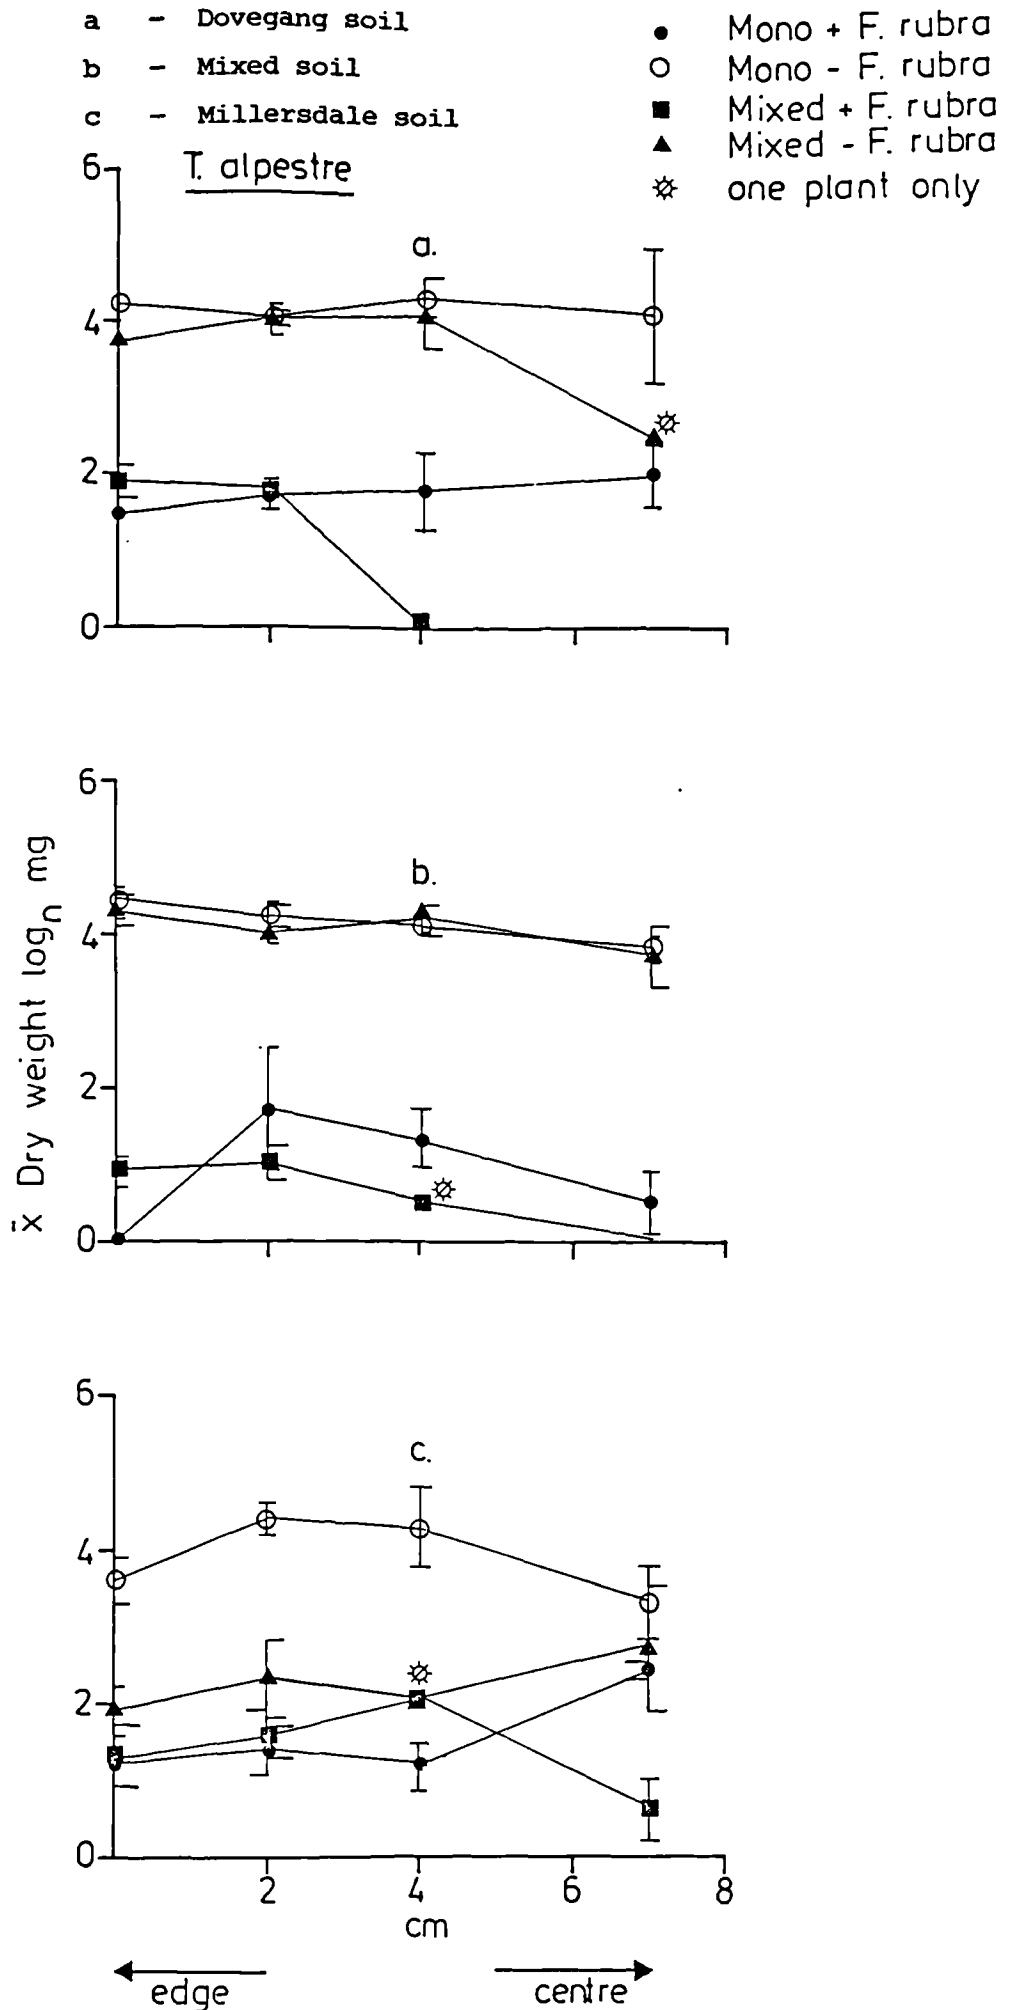 a - Dovegang soil
b - Mixed soil
c - Millersdale soil
● Mono + F. rubra
○ Mono - F. rubra
■ Mixed + F. rubra
▲ Mixed - F. rubra
one plant only
T. alpestre
6
a.
4
2
0
6
b.
4
2
0
x̄ Dry weight logₙ mg
6
c.
4
2
0
2 4 6 8
cm
edge centre